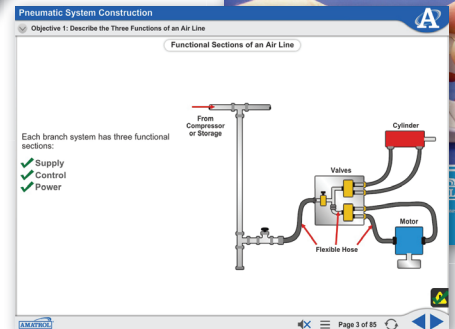 Pneumatic System Construction
Objective 1: Describe the Three Functions of an Air Line
Functional Sections of an Air Line
From
Compressor
or Storage
Each branch system has three functional
sections:
Supply
Control
Power
Cylinder
Valves
Motor
Flexible Hose
AMATROL
Page 3 of 85